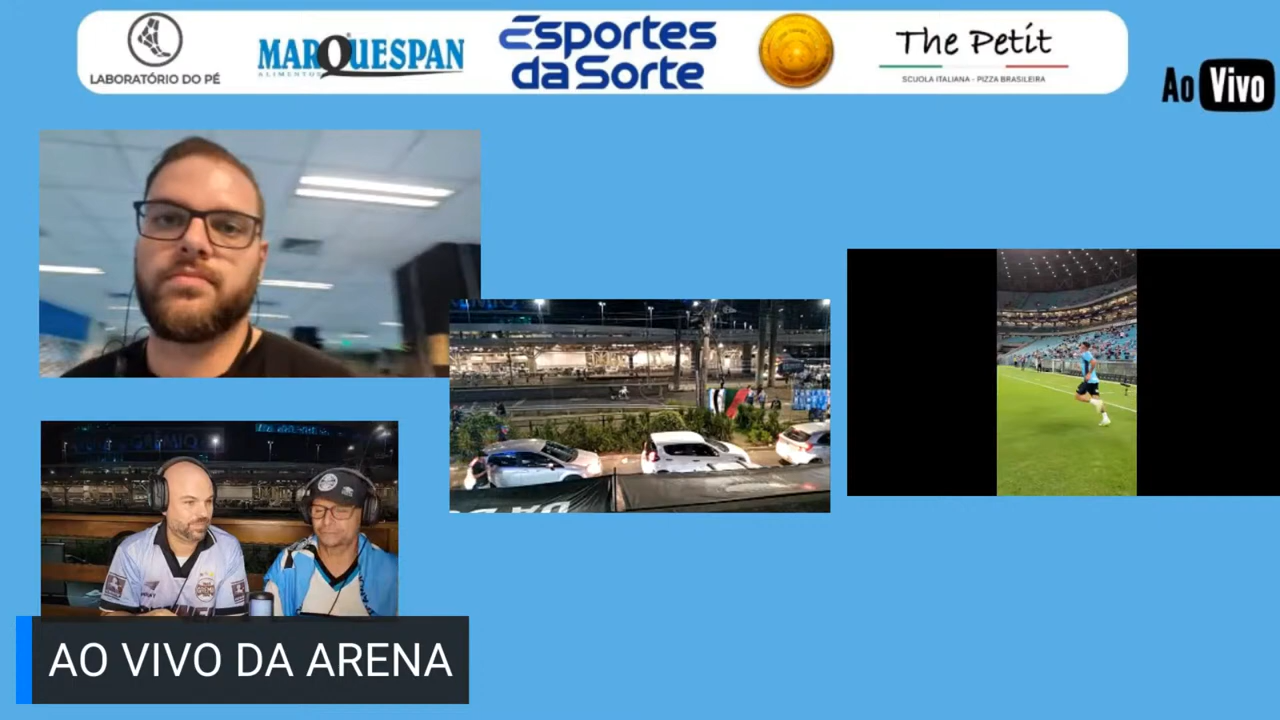 LABORATÓRIO DO PÉ
MARQUESPAN
ALIMENTOS
Esportes
da Sorte
The Petit
SCUOLA ITALIANA - PIZZA BRASILEIRA
Ao Vivo
AO VIVO DA ARENA